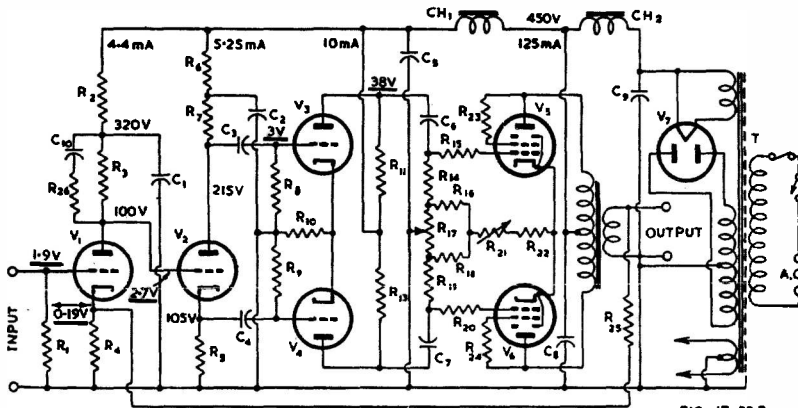 CH1
450V
CH2
4·4mA
5·25mA
10mA
125mA
R6
C5
R2
38V
C9
V7
T
R7
C2
V3
R23
V5
C3
3V
C6
320V
C10
R15
R3
R8
R11
R14
C1
R16
R26
215V
R10
R17
R21
R22
OUTPUT
100V
1·9V
V1
V2
R9
R18
R13
R19
2·7V
A.
105V
R20
R25
0·19V
C4
INPUT
R1
R4
R5
V4
C7
R24
V6
C8